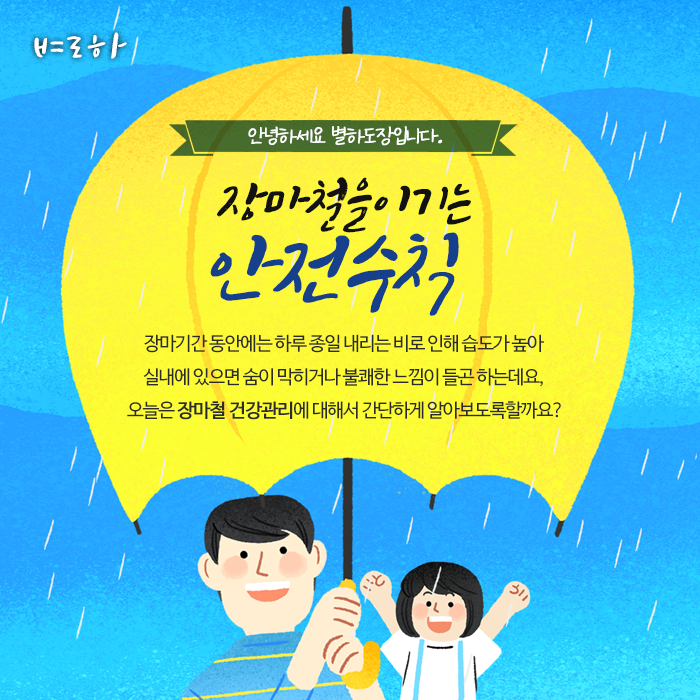 벼르하
안녕하세요 별하도장입니다.
장마철을이기는
안전수칙
장마기간 동안에는 하루 종일 내리는 비로 인해 습도가 높아
실내에 있으면 숨이 막히거나 불쾌한 느낌이 들곤 하는데요,
오늘은 장마철 건강관리에 대해서 간단하게 알아보도록할까요?